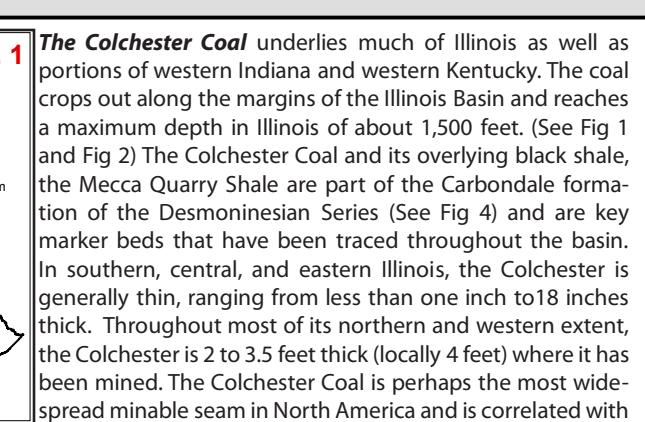 1
m
The Colchester Coal underlies much of Illinois as well as
portions of western Indiana and western Kentucky. The coal
crops out along the margins of the Illinois Basin and reaches
a maximum depth in Illinois of about 1,500 feet. (See Fig 1
and Fig 2) The Colchester Coal and its overlying black shale,
the Mecca Quarry Shale are part of the Carbondale forma-
tion of the Desmoninesian Series (See Fig 4) and are key
marker beds that have been traced throughout the basin.
In southern, central, and eastern Illinois, the Colchester is
generally thin, ranging from less than one inch to18 inches
thick. Throughout most of its northern and western extent,
the Colchester is 2 to 3.5 feet thick (locally 4 feet) where it has
been mined. The Colchester Coal is perhaps the most wide-
spread minable seam in North America and is correlated with